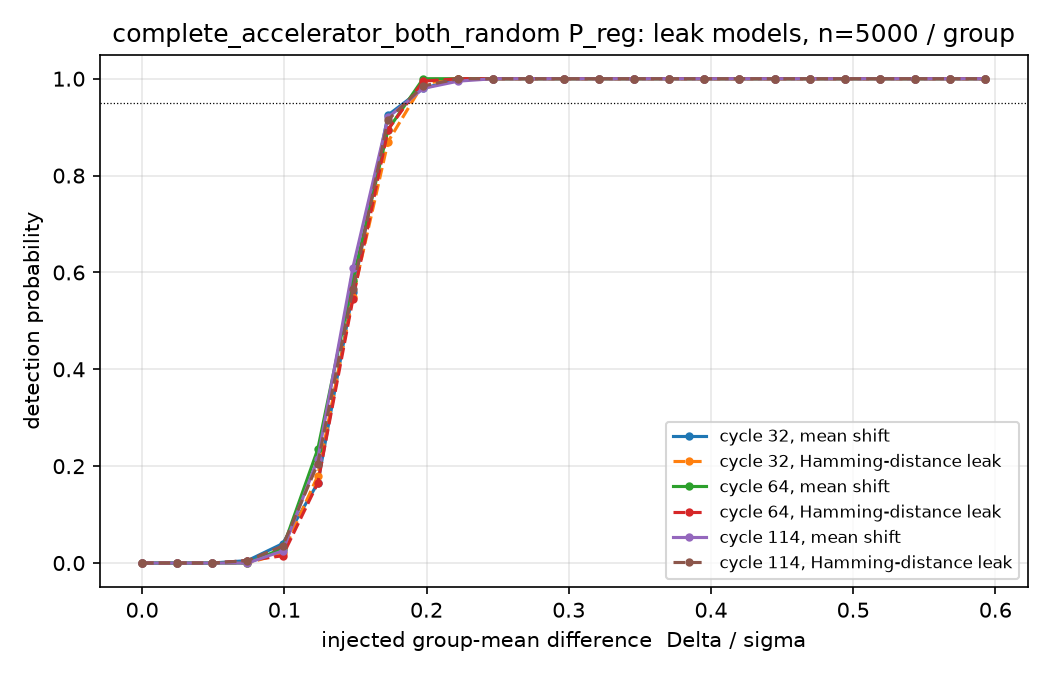 complete_accelerator_both_random P_reg: leak models, n=5000 / group
detection probability
1.0
0.8
0.6
0.4
0.2
0.0
cycle 32, mean shift
cycle 32, Hamming-distance leak
cycle 64, mean shift
cycle 64, Hamming-distance leak
cycle 114, mean shift
cycle 114, Hamming-distance leak
0.0 0.1 0.2 0.3 0.4 0.5 0.6
injected group-mean difference  Delta / sigma